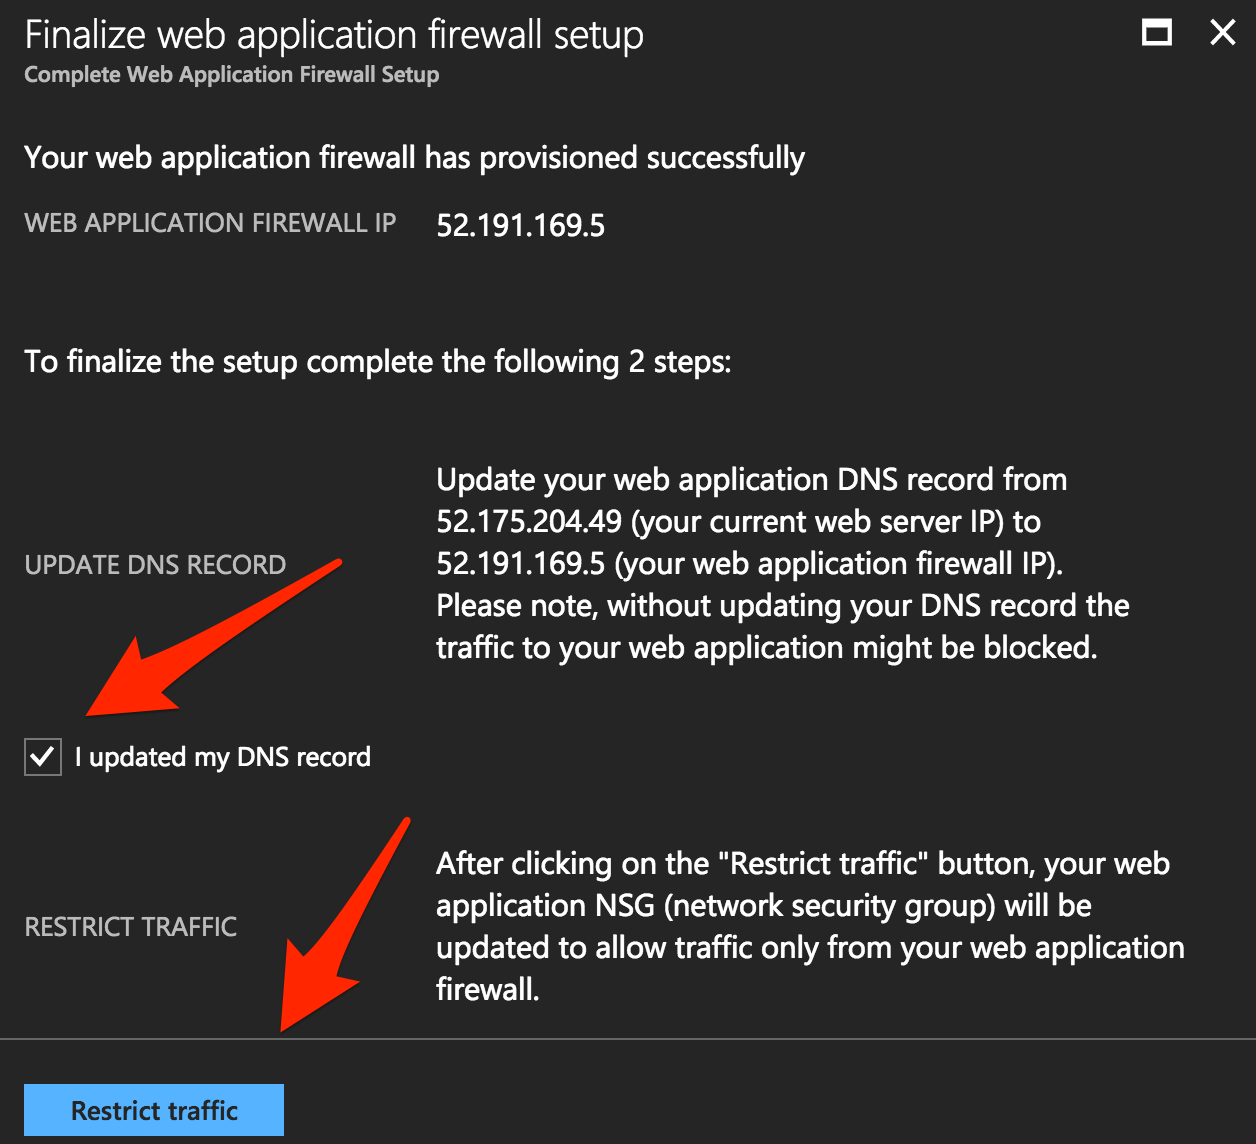 Finalize web application firewall setup
Complete Web Application Firewall Setup
Your web application firewall has provisioned successfully
WEB APPLICATION FIREWALL IP 52.191.169.5
To finalize the setup complete the following 2 steps:
UPDATE DNS RECORD
Update your web application DNS record from
52.175.204.49 (your current web server IP) to
52.191.169.5 (your web application firewall IP).
Please note, without updating your DNS record the
traffic to your web application might be blocked.
I updated my DNS record
RESTRICT TRAFFIC
After clicking on the "Restrict traffic" button, your web
application NSG (network security group) will be
updated to allow traffic only from your web application
firewall.
Restrict traffic